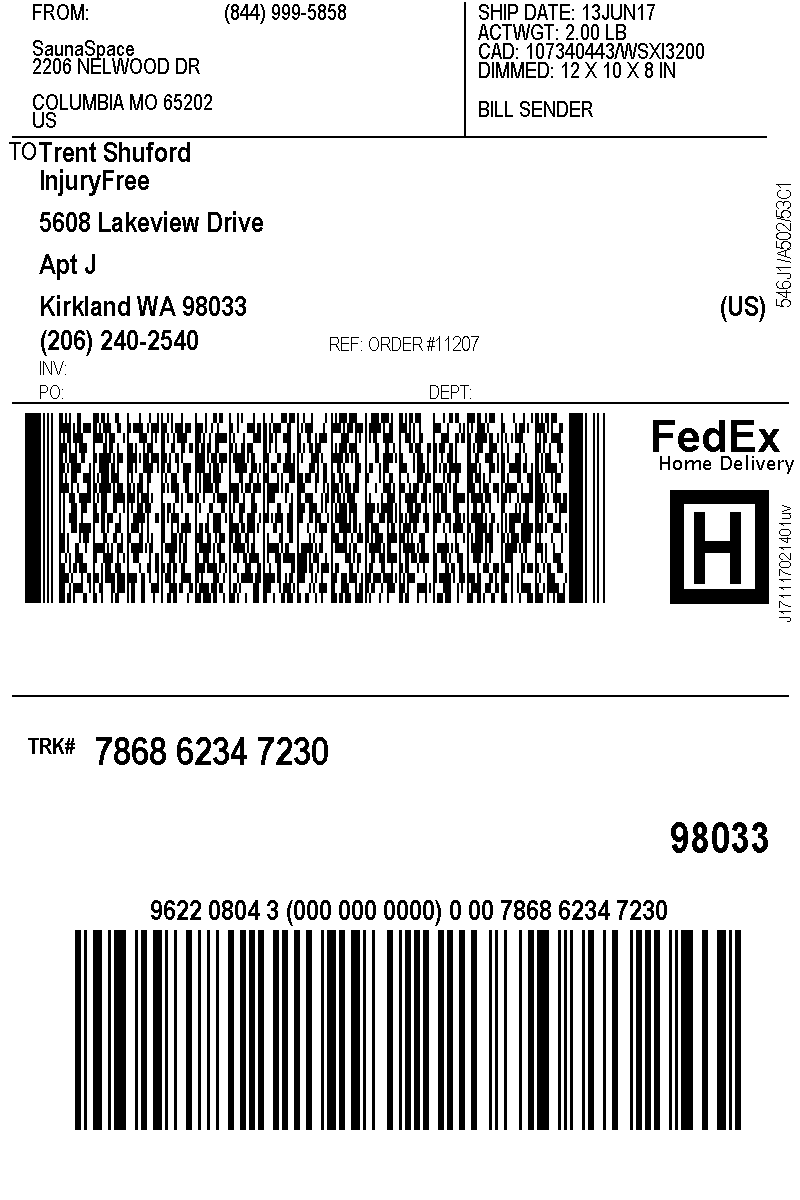 FROM: (844) 999-5858
SaunaSpace
2206 NELWOOD DR
COLUMBIA MO 65202
US
SHIP DATE: 13JUN17
ACTWGT: 2.00 LB
CAD: 107340443/WSXI3200
DIMMED: 12 X 10 X 8 IN
BILL SENDER
TO Trent Shuford
InjuryFree
5608 Lakeview Drive
Apt J
Kirkland WA 98033 (US)
(206) 240-2540 REF: ORDER #11207
INV:
PO: DEPT:
546J1/A502/53C1
FedEx
Home Delivery
H
J171117021401uv
TRK# 7868 6234 7230
98033
9622 0804 3 (000 000 0000) 0 00 7868 6234 7230